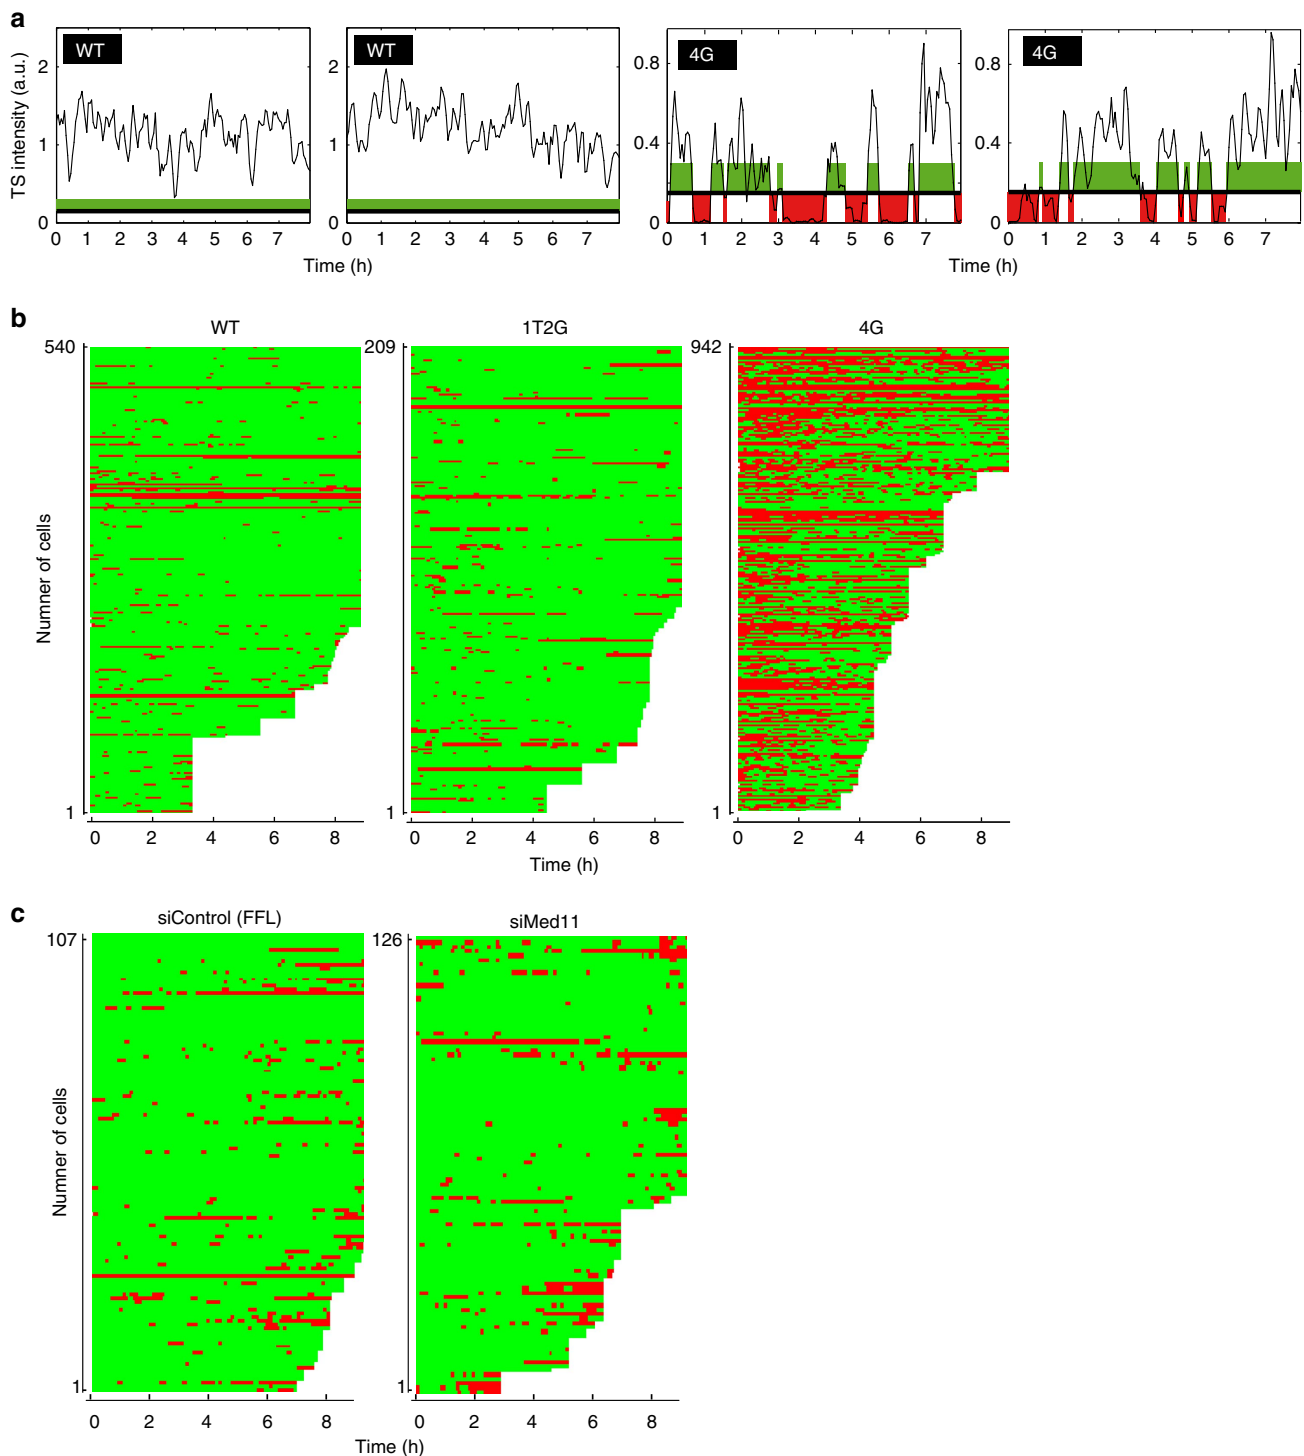 a
WT
WT
4G
4G
TS intensity (a.u.)
2
1
0
0 1 2 3 4 5 6 7
0 1 2 3 4 5 6 7
0.8
0.4
0
0 1 2 3 4 5 6 7
0.8
0.4
0
0 1 2 3 4 5 6 7
Time (h)
Time (h)
b
WT
1T2G
4G
540
209
942
Numner of cells
1
1
1
0 2 4 6 8
0 2 4 6 8
0 2 4 6 8
Time (h)
c
siControl (FFL)
siMed11
107
126
Numner of cells
1
1
0 2 4 6 8
0 2 4 6 8
Time (h)